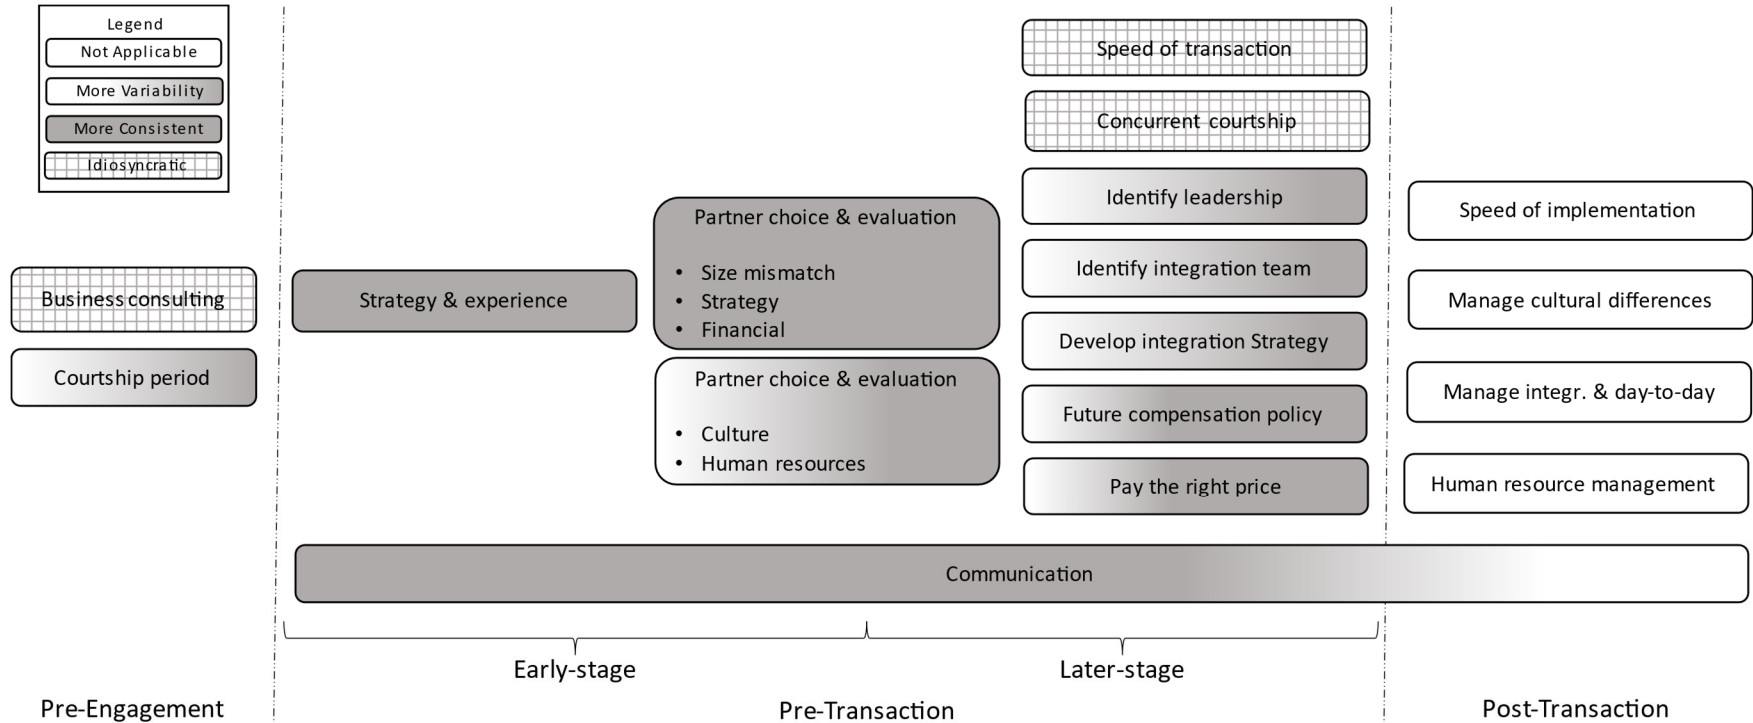 Legend
Not Applicable
More Variability
More Consistent
Idiosyncratic
Business consulting
Courtship period
Strategy & experience
Partner choice & evaluation
• Size mismatch
• Strategy
• Financial
Partner choice & evaluation
• Culture
• Human resources
Speed of transaction
Concurrent courtship
Identify leadership
Identify integration team
Develop integration Strategy
Future compensation policy
Pay the right price
Speed of implementation
Manage cultural differences
Manage integr. & day-to-day
Human resource management
Communication
Early-stage
Later-stage
Pre-Engagement
Pre-Transaction
Post-Transaction